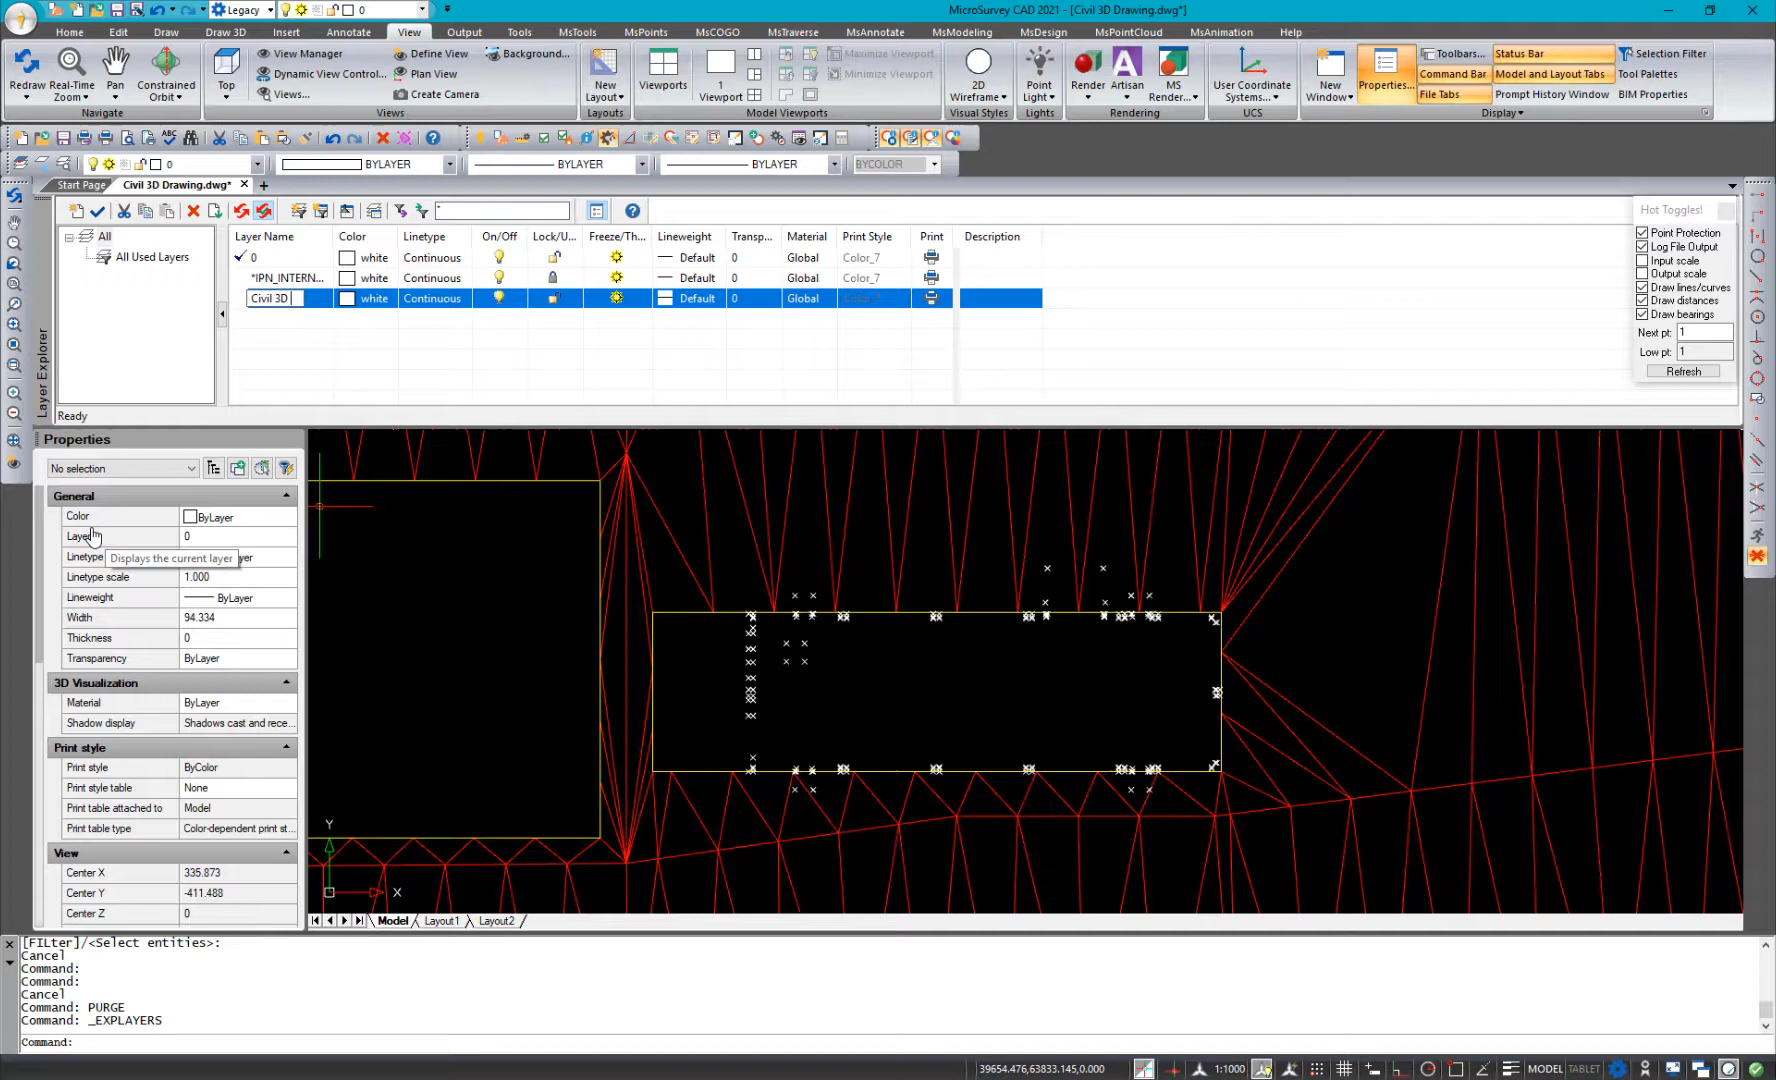 Legacy
0
MicroSurvey CAD 2021 - [Civil 3D Drawing.dwg*]
Home Edit Draw Draw 3D Insert Annotate View Output Tools MsTools MsPoints MsCOGO MsTraverse MsAnnotate MsModeling MsDesign MsPointCloud MsAnimation Help
Redraw Real-Time Zoom Pan Constrained Orbit
Navigate
Top
View Manager
Dynamic View Control...
Views...
Define View
Plan View
Create Camera
Background...
Views
New Layout
Layouts
Viewports
1 Viewport
Maximize Viewport
Minimize Viewport
Model Viewports
2D Wireframe
Visual Styles
Point Light
Lights
Render Artisan MS Render...
Rendering
User Coordinate Systems...
UCS
New Window
Properties...
Toolbars...
Command Bar
File Tabs
Status Bar
Model and Layout Tabs
Prompt History Window
Selection Filter
Tool Palettes
BIM Properties
Display
0 BYLAYER BYLAYER BYLAYER BYCOLOR
Start Page Civil 3D Drawing.dwg*
Layer Explorer
All
All Used Layers
Layer Name Color Linetype On/Off Lock/U... Freeze/Th... Lineweight Transp... Material Print Style Print Description
0 white Continuous Default 0 Global Color_7
*IPN_INTERN... white Continuous Default 0 Global Color_7
Civil 3D white Continuous Default 0 Global
Ready
Hot Toggles!
Point Protection
Log File Output
Input scale
Output scale
Draw lines/curves
Draw distances
Draw bearings
Next pt: 1
Low pt: 1
Refresh
Properties
No selection
General
Color ByLayer
Layer 0
Linetype
Displays the current layer
Linetype scale 1.000
Lineweight ByLayer
Width 94.334
Thickness 0
Transparency ByLayer
3D Visualization
Material ByLayer
Shadow display Shadows cast and rece...
Print style
Print style ByColor
Print style table None
Print table attached to Model
Print table type Color-dependent print st...
View
Center X 335.873
Center Y -411.488
Center Z 0
Y
X
Model Layout1 Layout2
[FILter]/<Select entities>:
Cancel
Command:
Command:
Cancel
Command: PURGE
Command: _EXPLAYERS
Command:
39654.476,63833.145,0.000 1:1000 MODEL TABLET